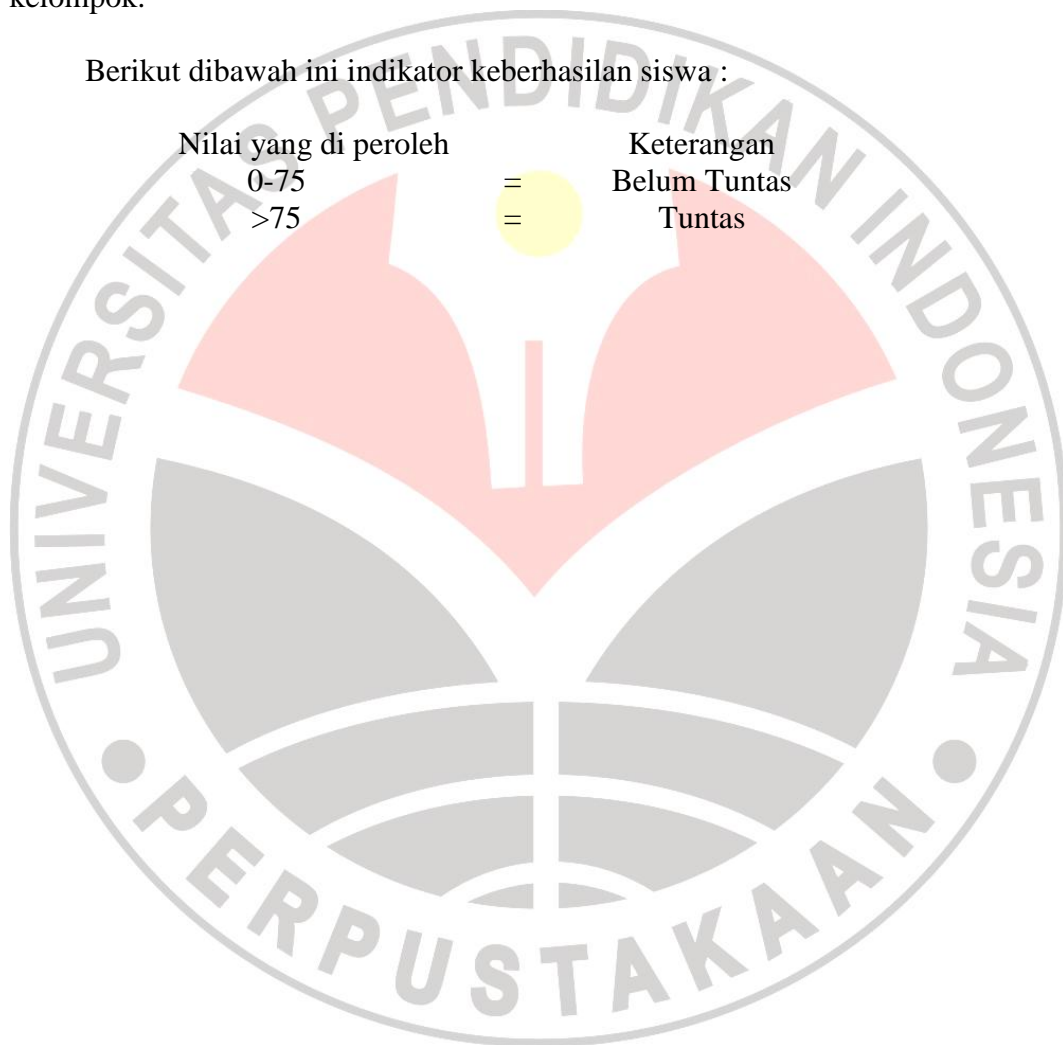 kelompok.
Berikut dibawah ini indikator keberhasilan siswa :
Nilai yang di peroleh Keterangan
0-75 = Belum Tuntas
>75 = Tuntas
UNIVERSITAS PENDIDIKAN INDONESIA
PERPUSTAKAAN